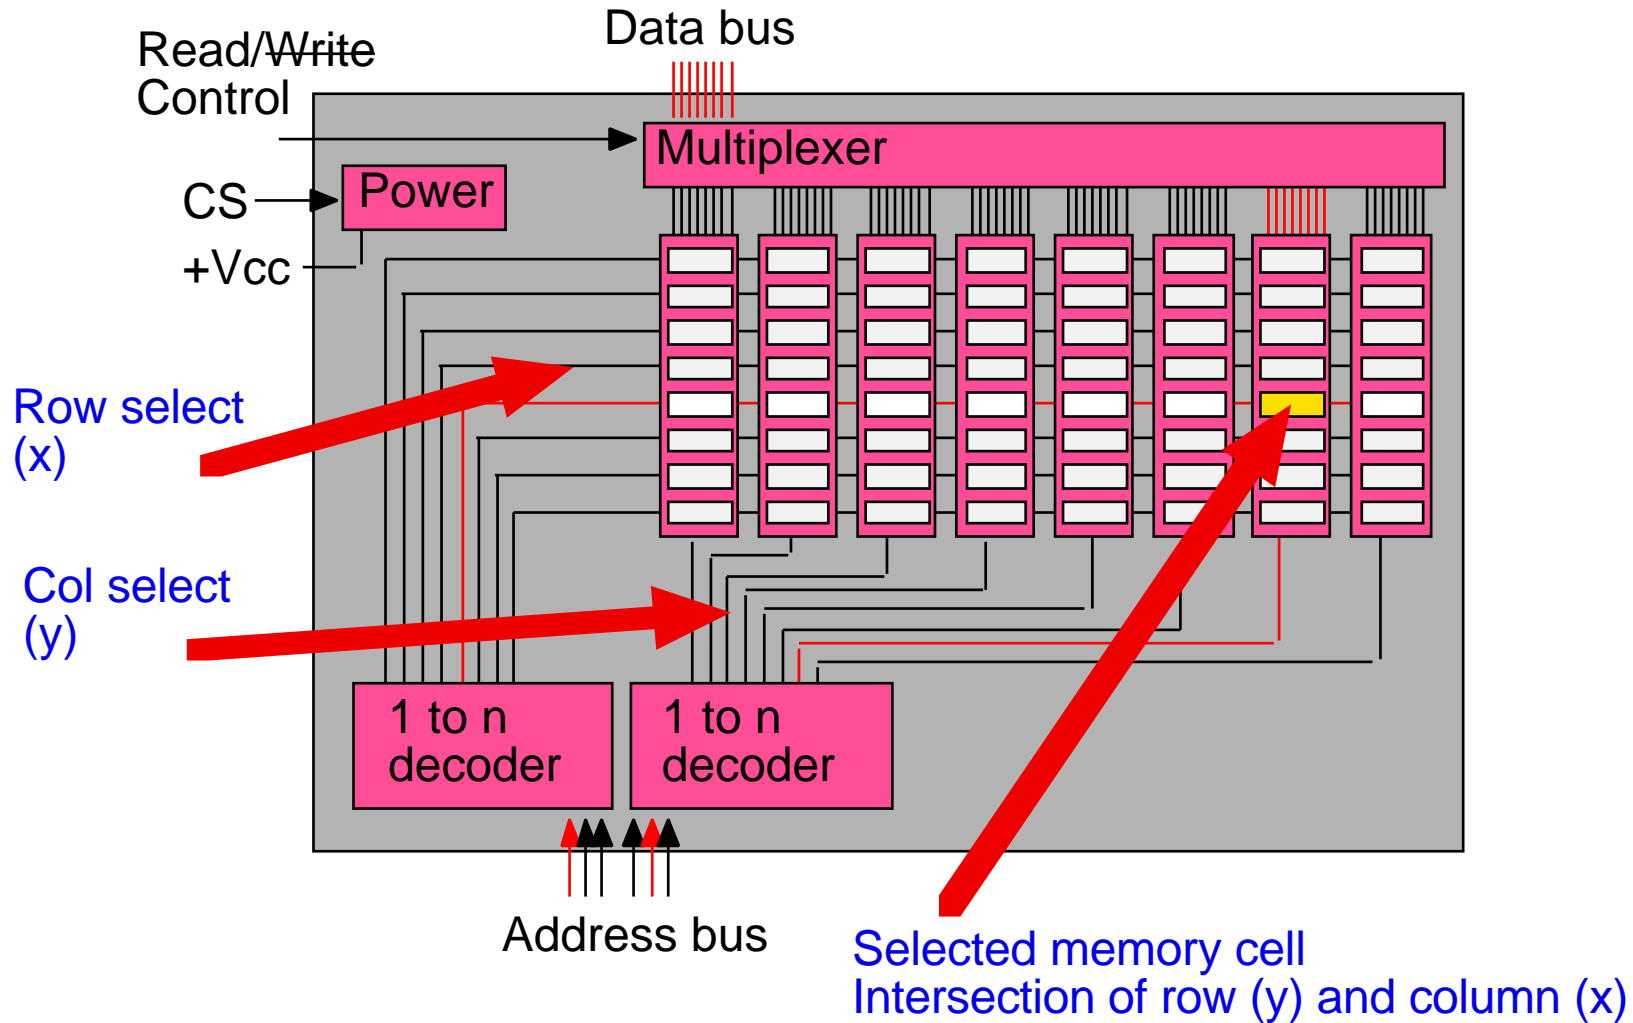 Data bus
Read/Write
Control
Multiplexer
CS
Power
+Vcc
Row select
(x)
Col select
(y)
1 to n
decoder
1 to n
decoder
Address bus
Selected memory cell
Intersection of row (y) and column (x)